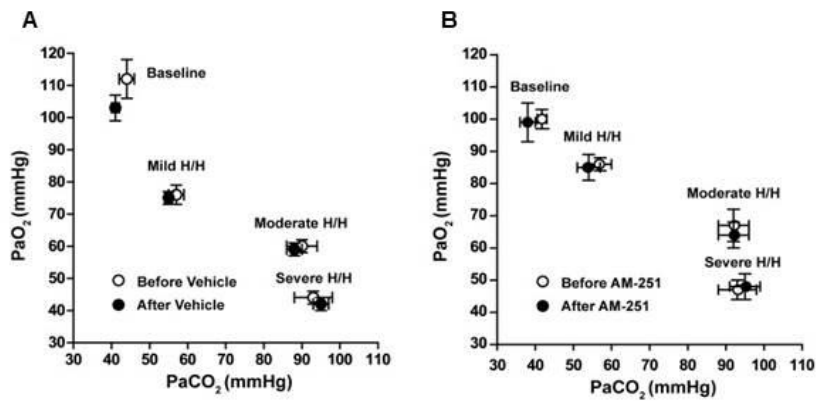 A
120
110
100
90
80
70
60
50
40
30
PaO2 (mmHg)
Baseline
Mild H/H
Moderate H/H
Severe H/H
Before Vehicle
After Vehicle
30 40 50 60 70 80 90 100 110
PaCO2 (mmHg)
B
130
120
110
100
90
80
70
60
50
40
30
PaO2 (mmHg)
Baseline
Mild H/H
Moderate H/H
Severe H/H
Before AM-251
After AM-251
30 40 50 60 70 80 90 100 110
PaCO2 (mmHg)